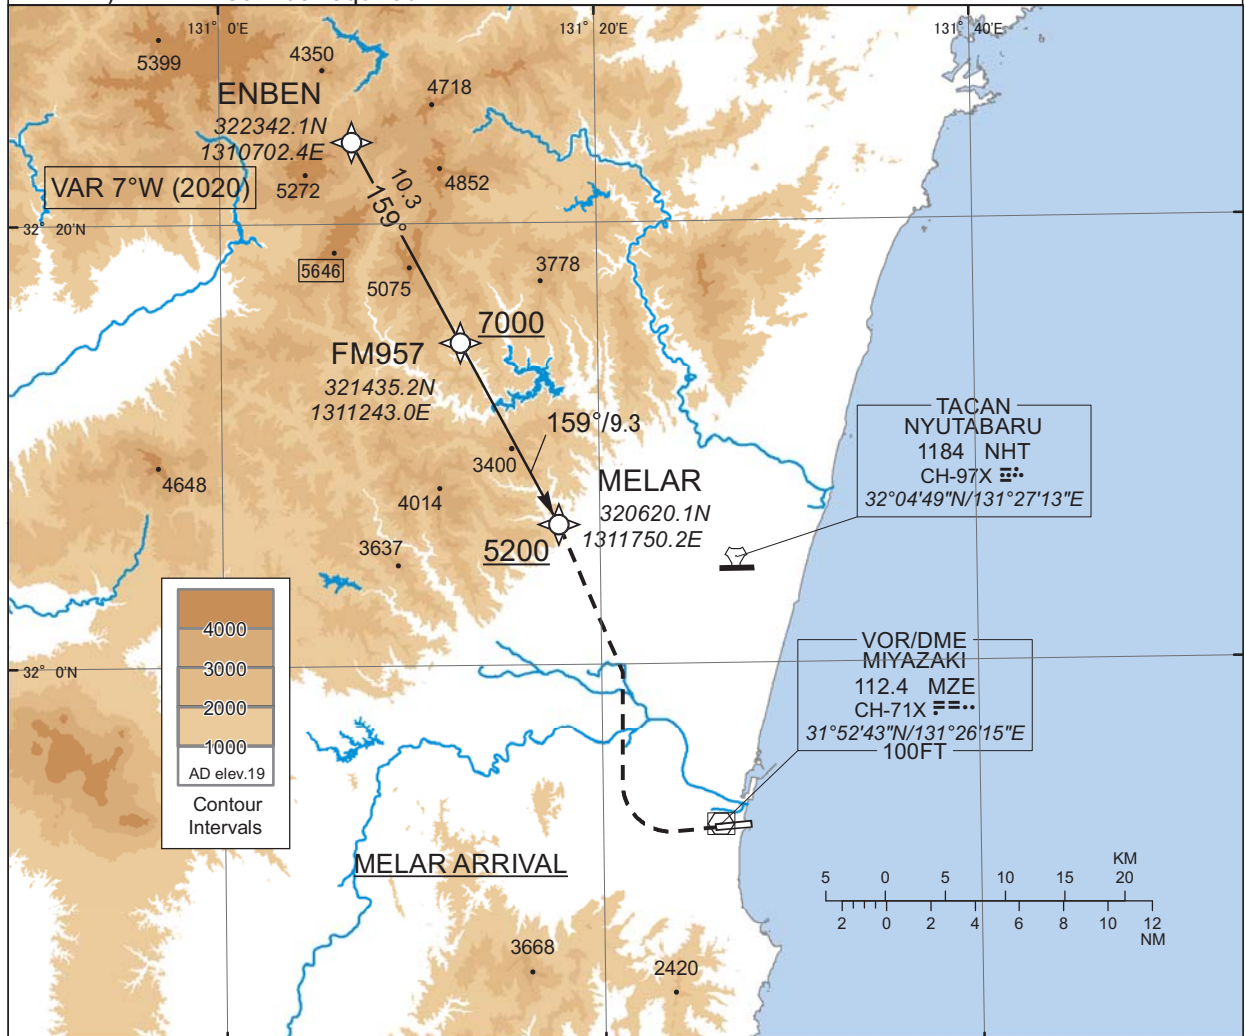 131° 0'E
131° 20'E
131° 40'E
5399
4350
4718
ENBEN
322342.1N
1310702.4E
VAR 7°W (2020)
5272
4852
10.3
159°
32° 20'N
5646
5075
3778
7000
FM957
321435.2N
1311243.0E
159°/9.3
TACAN
NYUTABARU
1184 NHT
CH-97X
32°04'49"N/131°27'13"E
3400
4648
4014
MELAR
320620.1N
1311750.2E
5200
3637
4000
3000
2000
1000
AD elev.19
Contour
Intervals
32° 0'N
VOR/DME
MIYAZAKI
112.4 MZE
CH-71X
31°52'43"N/131°26'15"E
100FT
MELAR ARRIVAL
KM
5 0 5 10 15 20
2 0 2 4 6 8 10 12
NM
3668
2420